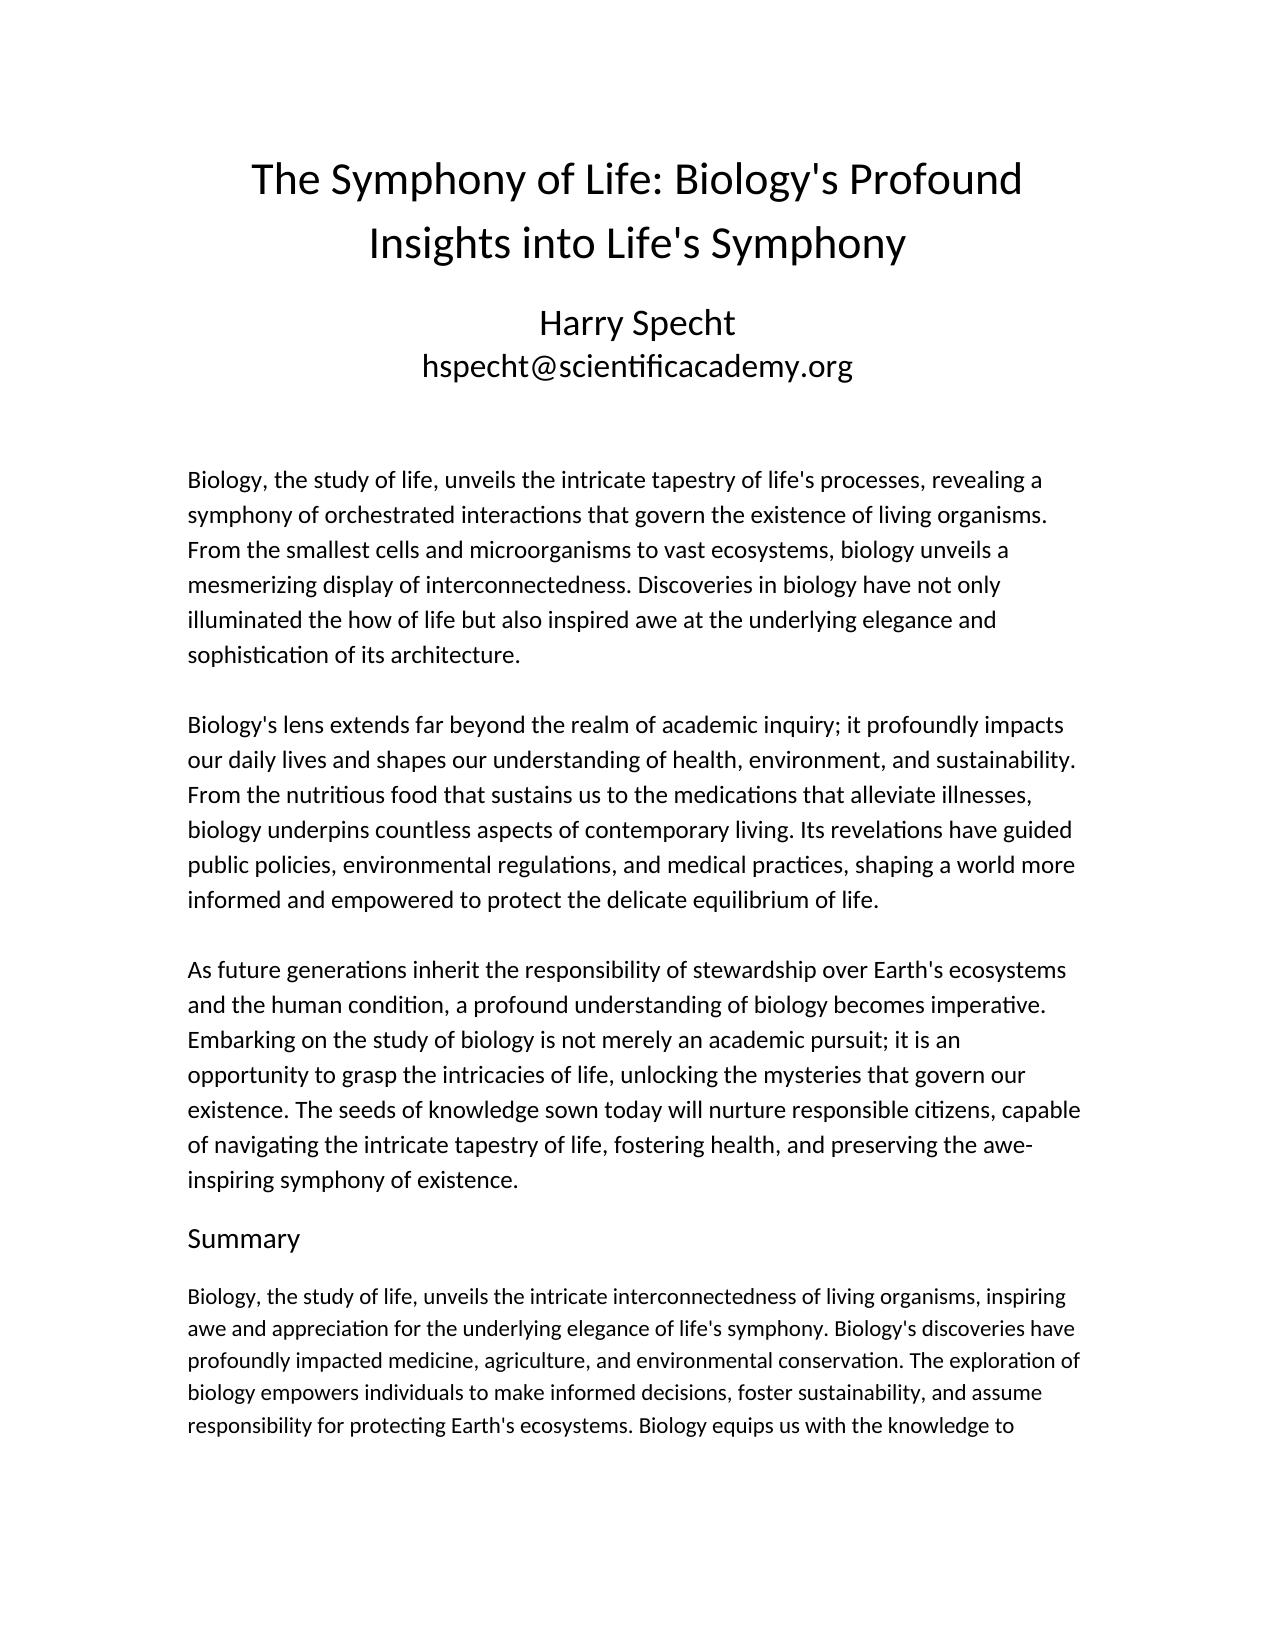 The Symphony of Life: Biology's Profound
Insights into Life's Symphony
Harry Specht
hspecht@scientificacademy.org
Biology, the study of life, unveils the intricate tapestry of life's processes, revealing a
symphony of orchestrated interactions that govern the existence of living organisms.
From the smallest cells and microorganisms to vast ecosystems, biology unveils a
mesmerizing display of interconnectedness. Discoveries in biology have not only
illuminated the how of life but also inspired awe at the underlying elegance and
sophistication of its architecture.
Biology's lens extends far beyond the realm of academic inquiry; it profoundly impacts
our daily lives and shapes our understanding of health, environment, and sustainability.
From the nutritious food that sustains us to the medications that alleviate illnesses,
biology underpins countless aspects of contemporary living. Its revelations have guided
public policies, environmental regulations, and medical practices, shaping a world more
informed and empowered to protect the delicate equilibrium of life.
As future generations inherit the responsibility of stewardship over Earth's ecosystems
and the human condition, a profound understanding of biology becomes imperative.
Embarking on the study of biology is not merely an academic pursuit; it is an
opportunity to grasp the intricacies of life, unlocking the mysteries that govern our
existence. The seeds of knowledge sown today will nurture responsible citizens, capable
of navigating the intricate tapestry of life, fostering health, and preserving the awe-
inspiring symphony of existence.
Summary
Biology, the study of life, unveils the intricate interconnectedness of living organisms, inspiring
awe and appreciation for the underlying elegance of life's symphony. Biology's discoveries have
profoundly impacted medicine, agriculture, and environmental conservation. The exploration of
biology empowers individuals to make informed decisions, foster sustainability, and assume
responsibility for protecting Earth's ecosystems. Biology equips us with the knowledge to